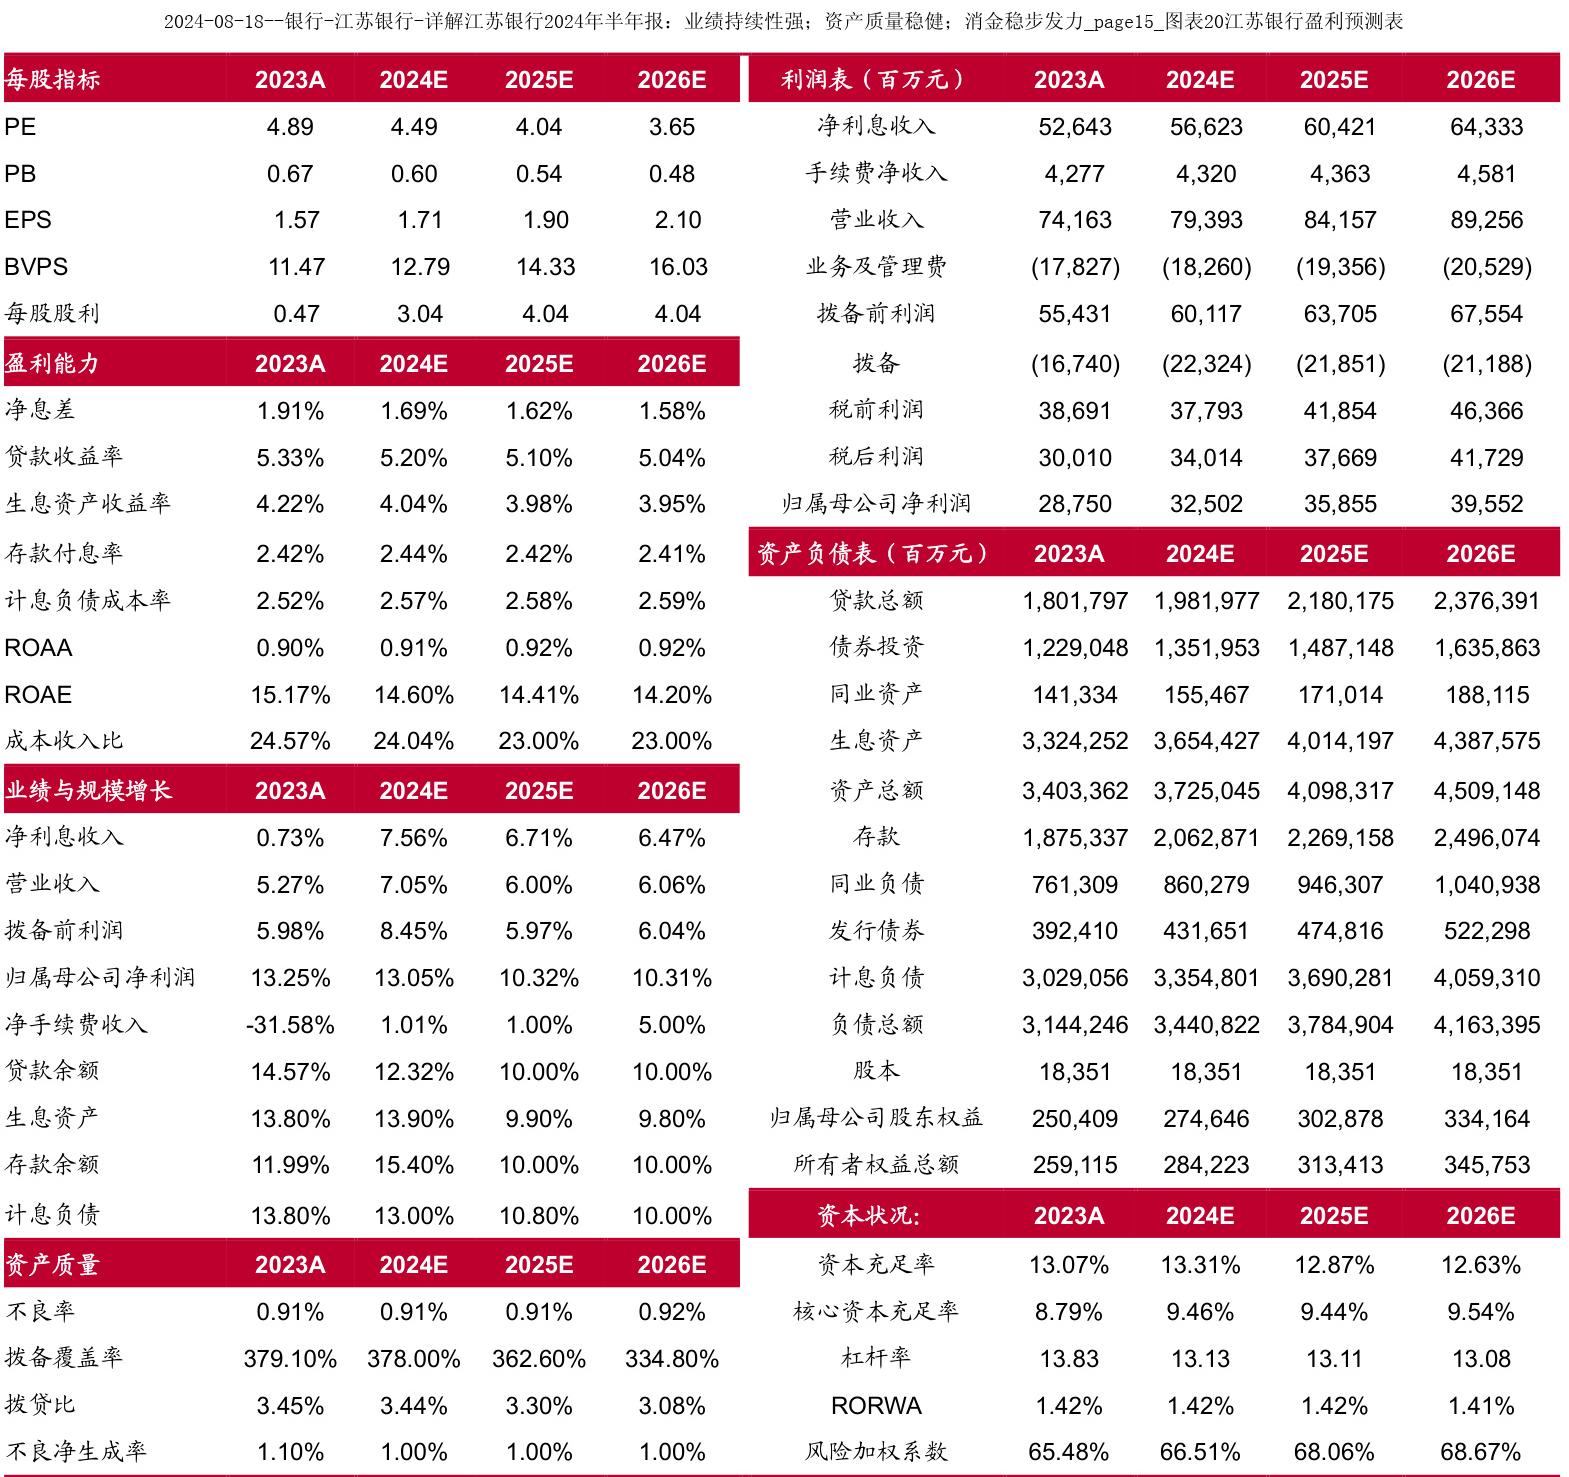 2024-08-18--银行-江苏银行-详解江苏银行2024年半年报：业绩持续性强；资产质量稳健；消金稳步发力_page15_图表20江苏银行盈利预测表
每股指标 2023A 2024E 2025E 2026E 利润表（百万元） 2023A 2024E 2025E 2026E
PE 4.89 4.49 4.04 3.65 净利息收入 52,643 56,623 60,421 64,333
PB 0.67 0.60 0.54 0.48 手续费净收入 4,277 4,320 4,363 4,581
EPS 1.57 1.71 1.90 2.10 营业收入 74,163 79,393 84,157 89,256
BVPS 11.47 12.79 14.33 16.03 业务及管理费 (17,827) (18,260) (19,356) (20,529)
每股股利 0.47 3.04 4.04 4.04 拨备前利润 55,431 60,117 63,705 67,554
盈利能力 2023A 2024E 2025E 2026E 拨备 (16,740) (22,324) (21,851) (21,188)
净息差 1.91% 1.69% 1.62% 1.58% 税前利润 38,691 37,793 41,854 46,366
贷款收益率 5.33% 5.20% 5.10% 5.04% 税后利润 30,010 34,014 37,669 41,729
生息资产收益率 4.22% 4.04% 3.98% 3.95% 归属母公司净利润 28,750 32,502 35,855 39,552
存款付息率 2.42% 2.44% 2.42% 2.41% 资产负债表（百万元） 2023A 2024E 2025E 2026E
计息负债成本率 2.52% 2.57% 2.58% 2.59% 贷款总额 1,801,797 1,981,977 2,180,175 2,376,391
ROAA 0.90% 0.91% 0.92% 0.92% 债券投资 1,229,048 1,351,953 1,487,148 1,635,863
ROAE 15.17% 14.60% 14.41% 14.20% 同业资产 141,334 155,467 171,014 188,115
成本收入比 24.57% 24.04% 23.00% 23.00% 生息资产 3,324,252 3,654,427 4,014,197 4,387,575
业绩与规模增长 2023A 2024E 2025E 2026E 资产总额 3,403,362 3,725,045 4,098,317 4,509,148
净利息收入 0.73% 7.56% 6.71% 6.47% 存款 1,875,337 2,062,871 2,269,158 2,496,074
营业收入 5.27% 7.05% 6.00% 6.06% 同业负债 761,309 860,279 946,307 1,040,938
拨备前利润 5.98% 8.45% 5.97% 6.04% 发行债券 392,410 431,651 474,816 522,298
归属母公司净利润 13.25% 13.05% 10.32% 10.31% 计息负债 3,029,056 3,354,801 3,690,281 4,059,310
净手续费收入 -31.58% 1.01% 1.00% 5.00% 负债总额 3,144,246 3,440,822 3,784,904 4,163,395
贷款余额 14.57% 12.32% 10.00% 10.00% 股本 18,351 18,351 18,351 18,351
生息资产 13.80% 13.90% 9.90% 9.80% 归属母公司股东权益 250,409 274,646 302,878 334,164
存款余额 11.99% 15.40% 10.00% 10.00% 所有者权益总额 259,115 284,223 313,413 345,753
计息负债 13.80% 13.00% 10.80% 10.00% 资本状况: 2023A 2024E 2025E 2026E
资产质量 2023A 2024E 2025E 2026E 资本充足率 13.07% 13.31% 12.87% 12.63%
不良率 0.91% 0.91% 0.91% 0.92% 核心资本充足率 8.79% 9.46% 9.44% 9.54%
拨备覆盖率 379.10% 378.00% 362.60% 334.80% 杠杆率 13.83 13.13 13.11 13.08
拨贷比 3.45% 3.44% 3.30% 3.08% RORWA 1.42% 1.42% 1.42% 1.41%
不良净生成率 1.10% 1.00% 1.00% 1.00% 风险加权系数 65.48% 66.51% 68.06% 68.67%